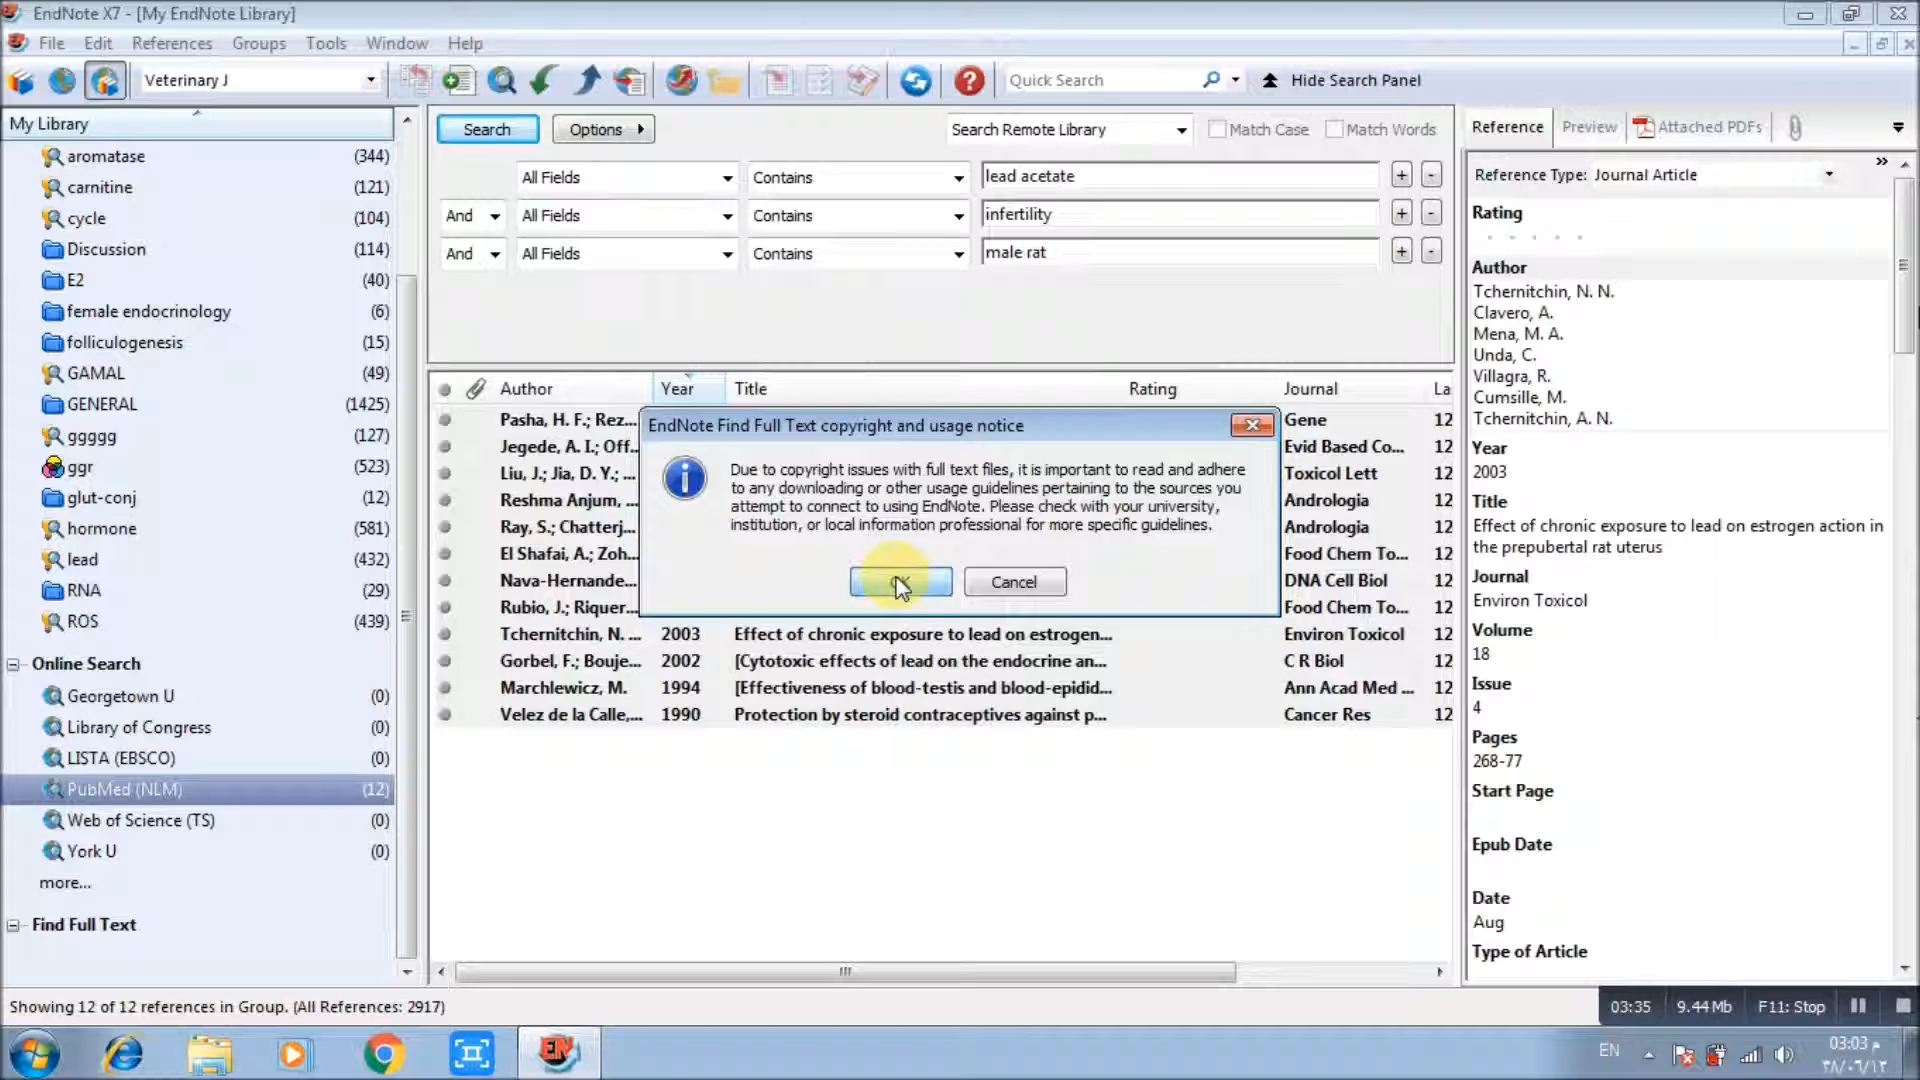 EndNote X7 - [My EndNote Library]
File Edit References Groups Tools Window Help
Veterinary J
Quick Search
Hide Search Panel
My Library
aromatase (344)
carnitine (121)
cycle (104)
Discussion (114)
E2 (40)
female endocrinology (6)
folliculogenesis (15)
GAMAL (49)
GENERAL (1425)
ggggg (127)
ggr (523)
glut-conj (12)
hormone (581)
lead (432)
RNA (29)
ROS (439)
Online Search
Georgetown U (0)
Library of Congress (0)
LISTA (EBSCO) (0)
PubMed (NLM) (12)
Web of Science (TS) (0)
York U (0)
more...
Find Full Text
Search Options Search Remote Library Match Case Match Words
All Fields Contains lead acetate + -
And All Fields Contains infertility + -
And All Fields Contains male rat + -
Author Year Title Rating Journal La
Pasha, H. F.; Rez... Gene 12
Jegede, A. I.; Off... Evid Based Co... 12
Liu, J.; Jia, D. Y.; ... Toxicol Lett 12
Reshma Anjum, ... Andrologia 12
Ray, S.; Chatterj... Andrologia 12
El Shafai, A.; Zoh... Food Chem To... 12
Nava-Hernande... DNA Cell Biol 12
Rubio, J.; Riquer... Food Chem To... 12
Tchernitchin, N. ... 2003 Effect of chronic exposure to lead on estrogen... Environ Toxicol 12
Gorbel, F.; Bouje... 2002 [Cytotoxic effects of lead on the endocrine an... C R Biol 12
Marchlewicz, M. 1994 [Effectiveness of blood-testis and blood-epidid... Ann Acad Med ... 12
Velez de la Calle,... 1990 Protection by steroid contraceptives against p... Cancer Res 12
EndNote Find Full Text copyright and usage notice
Due to copyright issues with full text files, it is important to read and adhere
to any downloading or other usage guidelines pertaining to the sources you
attempt to connect to using EndNote. Please check with your university,
institution, or local information professional for more specific guidelines.
OK Cancel
Reference Preview Attached PDFs
Reference Type: Journal Article
Rating
Author
Tchernitchin, N. N.
Clavero, A.
Mena, M. A.
Unda, C.
Villagra, R.
Cumsille, M.
Tchernitchin, A. N.
Year
2003
Title
Effect of chronic exposure to lead on estrogen action in
the prepubertal rat uterus
Journal
Environ Toxicol
Volume
18
Issue
4
Pages
268-77
Start Page
Epub Date
Date
Aug
Type of Article
Showing 12 of 12 references in Group. (All References: 2917)
03:35 9.44Mb F11: Stop
EN
03:03 م
٣٨/٠٦/١٢